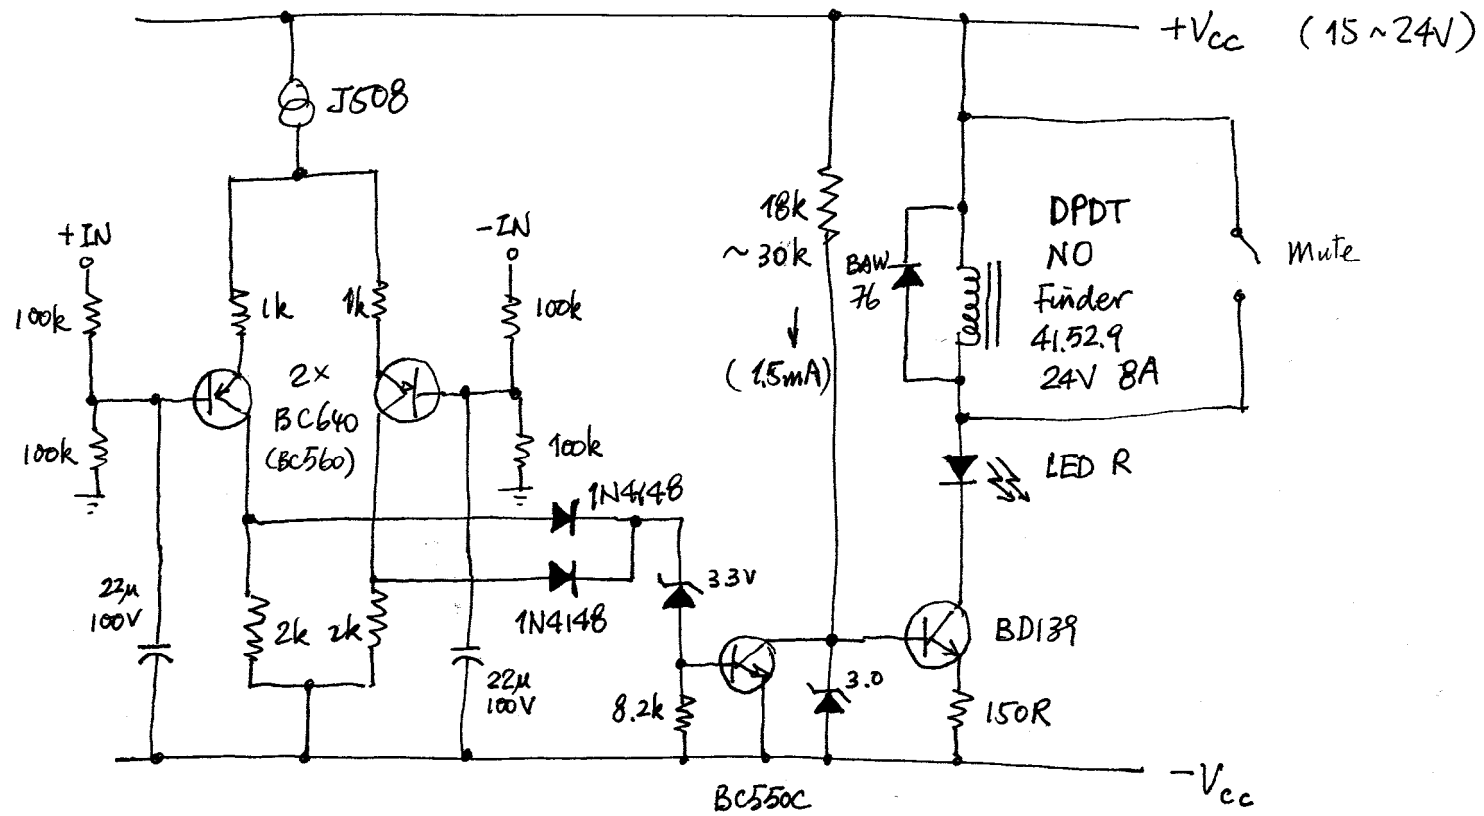 +Vcc (15~24V)
J508
+IN
-IN
100k
1k
1k
100k
18k
~30k
(1.5mA)
BAW
76
DPDT
NO
Finder
41.52.9
24V 8A
Mute
2x
BC640
(BC560)
100k
100k
LED R
1N4148
1N4148
3.3V
22µ
100V
2k
2k
22µ
100V
8.2k
3.0
BD139
150R
BC550C
-Vcc